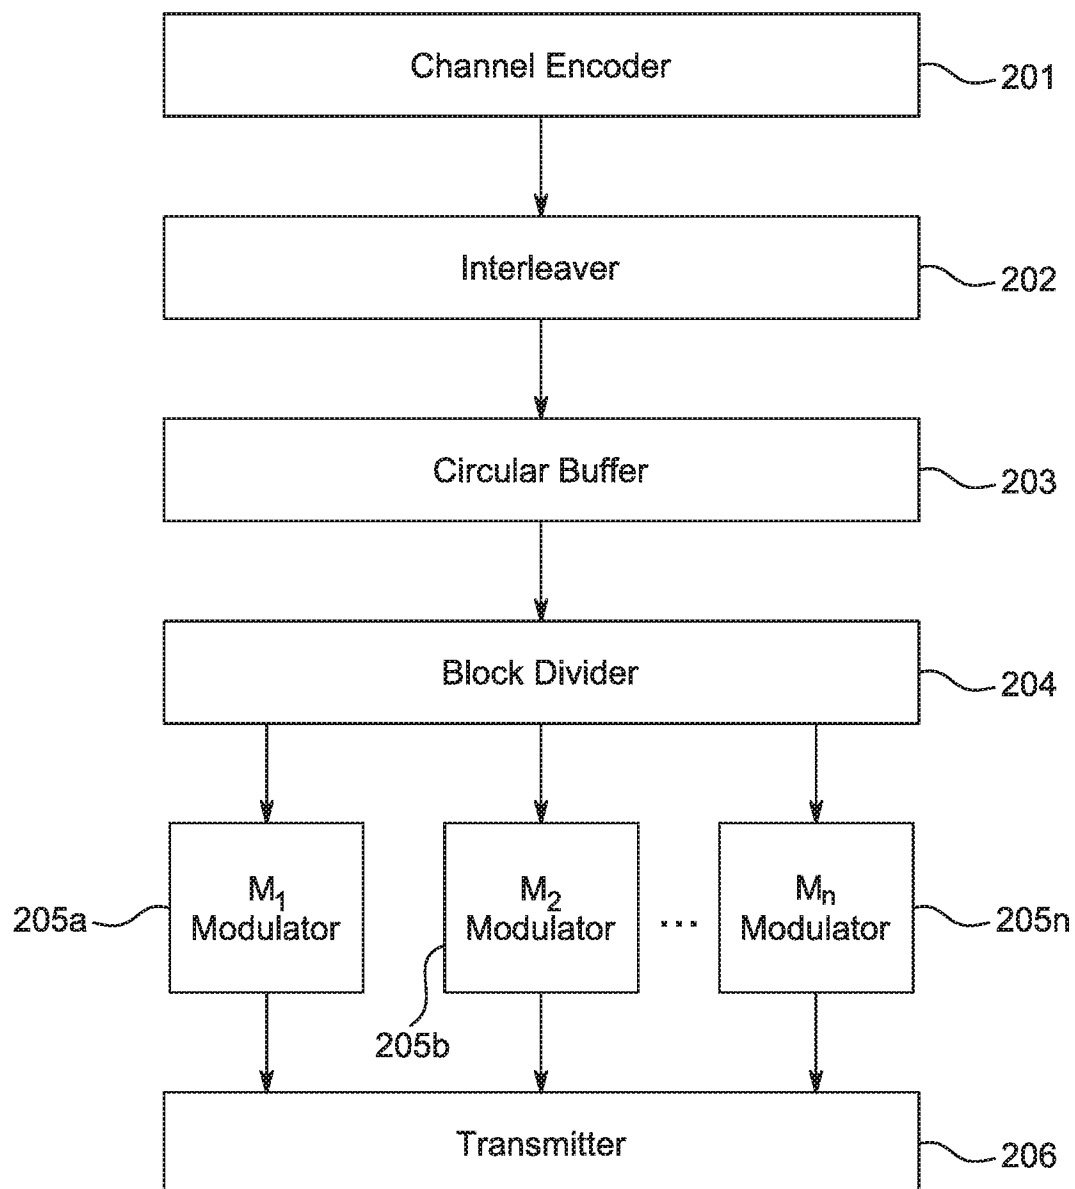 Channel Encoder
201
Interleaver
202
Circular Buffer
203
Block Divider
204
M1
Modulator
205a
M2
Modulator
205b
...
Mn
Modulator
205n
Transmitter
206